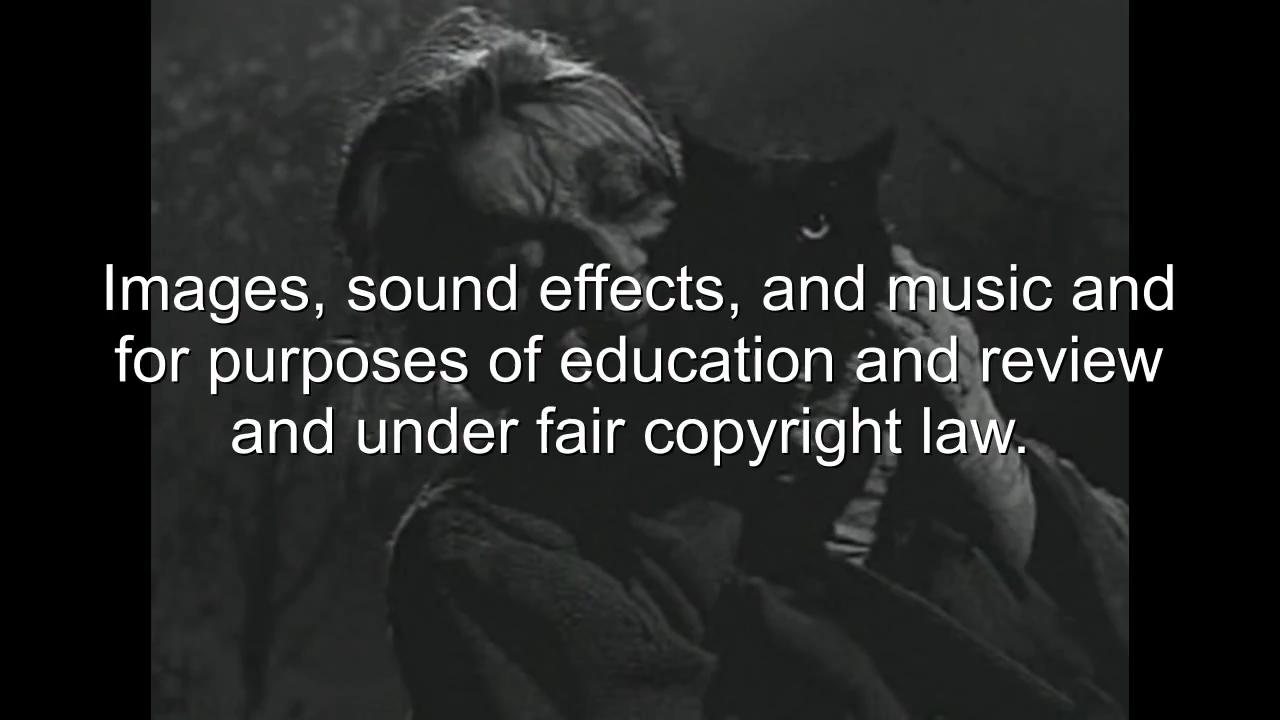 Images, sound effects, and music and
for purposes of education and review
and under fair copyright law.